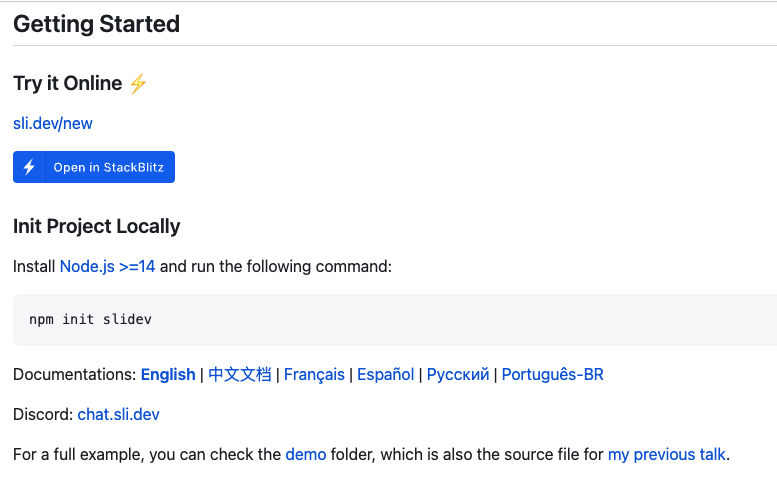 Getting Started
Try it Online ⚡
sli.dev/new
Open in StackBlitz
Init Project Locally
Install Node.js >=14 and run the following command:
npm init slidev
Documentations: English | 中文文档 | Français | Español | Русский | Português-BR
Discord: chat.sli.dev
For a full example, you can check the demo folder, which is also the source file for my previous talk.